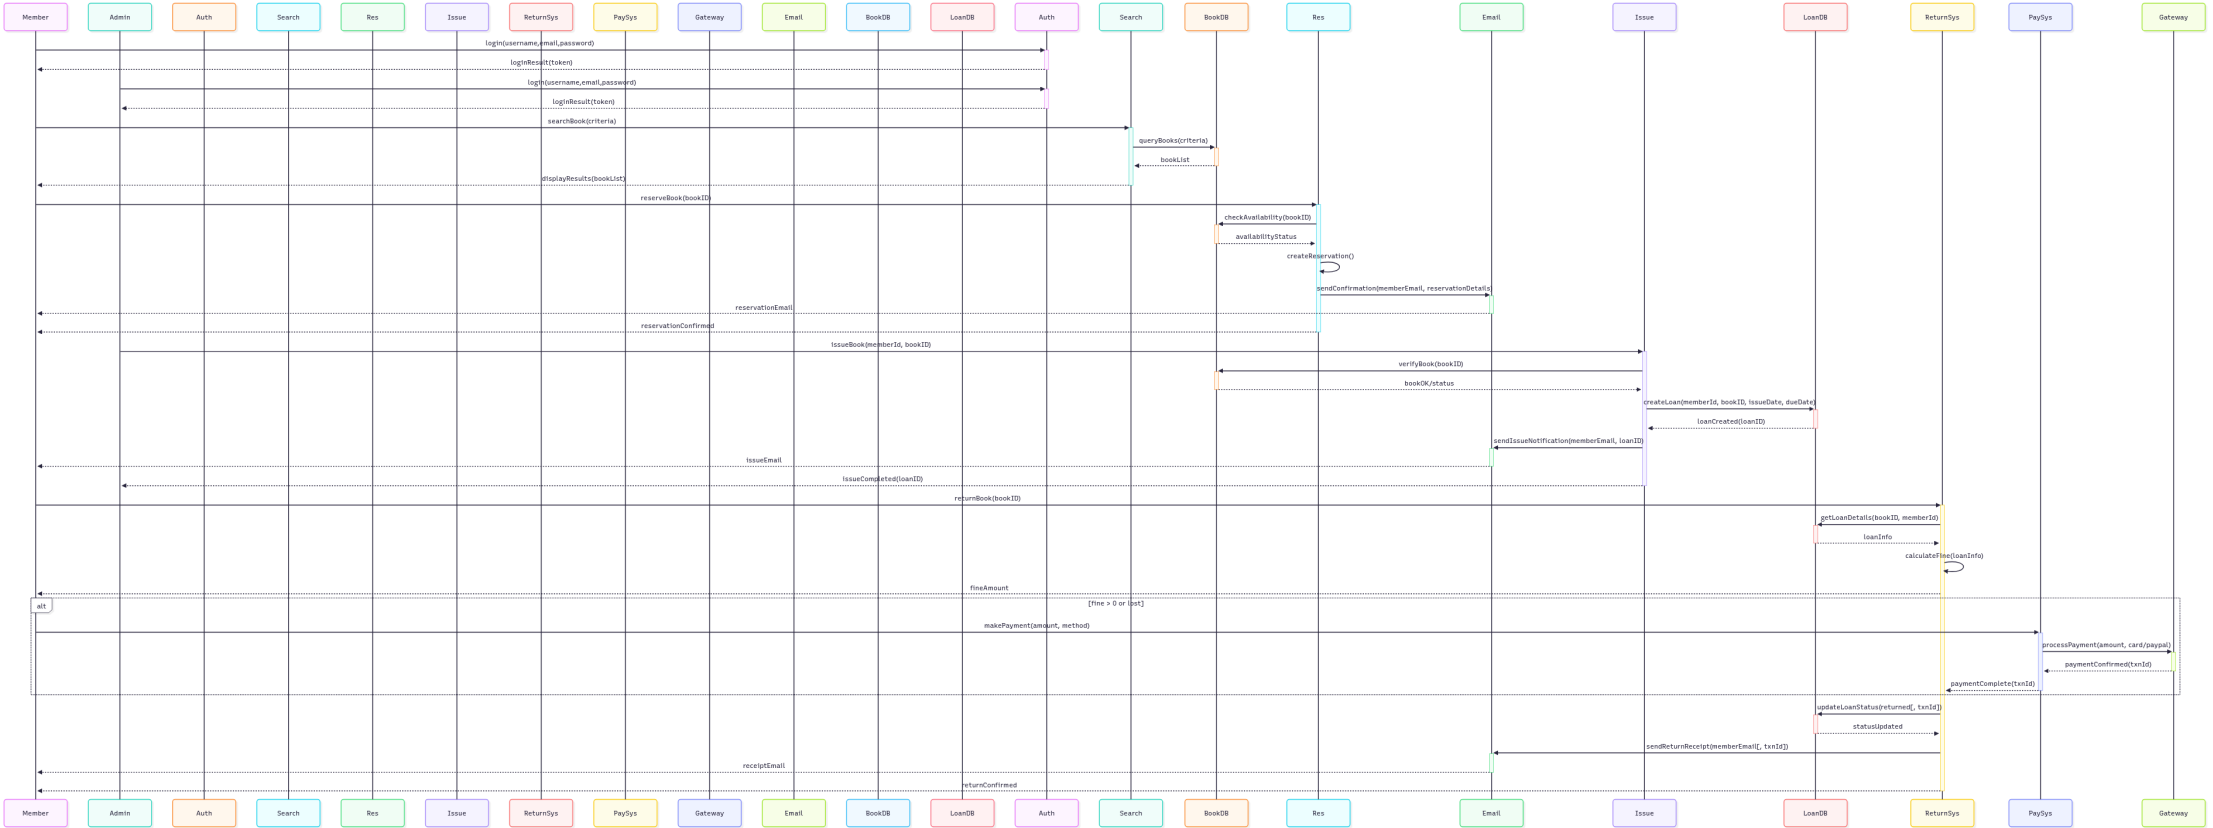 Member Admin Auth Search Res Issue ReturnSys PaySys Gateway Email BookDB LoanDB Auth Search BookDB Res Email Issue LoanDB ReturnSys PaySys Gateway
login(username,email,password)
loginResult(token)
login(username,email,password)
loginResult(token)
searchBook(criteria)
queryBooks(criteria)
bookList
displayResults(bookList)
reserveBook(bookID)
checkAvailability(bookID)
availabilityStatus
createReservation()
sendConfirmation(memberEmail, reservationDetails)
reservationEmail
reservationConfirmed
issueBook(memberId, bookID)
verifyBook(bookID)
bookOK/status
createLoan(memberId, bookID, issueDate, dueDate)
loanCreated(loanID)
sendIssueNotification(memberEmail, loanID)
issueEmail
issueCompleted(loanID)
returnBook(bookID)
getLoanDetails(bookID, memberId)
loanInfo
calculateFine(loanInfo)
fineAmount
alt [fine > 0 or lost]
makePayment(amount, method)
processPayment(amount, card/paypal)
paymentConfirmed(txnId)
paymentComplete(txnId)
updateLoanStatus(returned[, txnId])
statusUpdated
sendReturnReceipt(memberEmail[, txnId])
receiptEmail
returnConfirmed
Member Admin Auth Search Res Issue ReturnSys PaySys Gateway Email BookDB LoanDB Auth Search BookDB Res Email Issue LoanDB ReturnSys PaySys Gateway